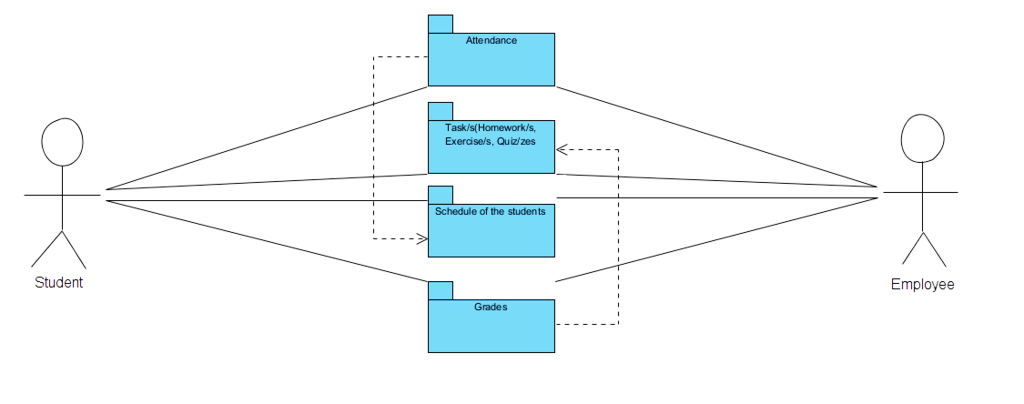 Attendance
Task/s(Homework/s,
Exercise/s, Quiz/zes
Schedule of the students
Grades
Student
Employee